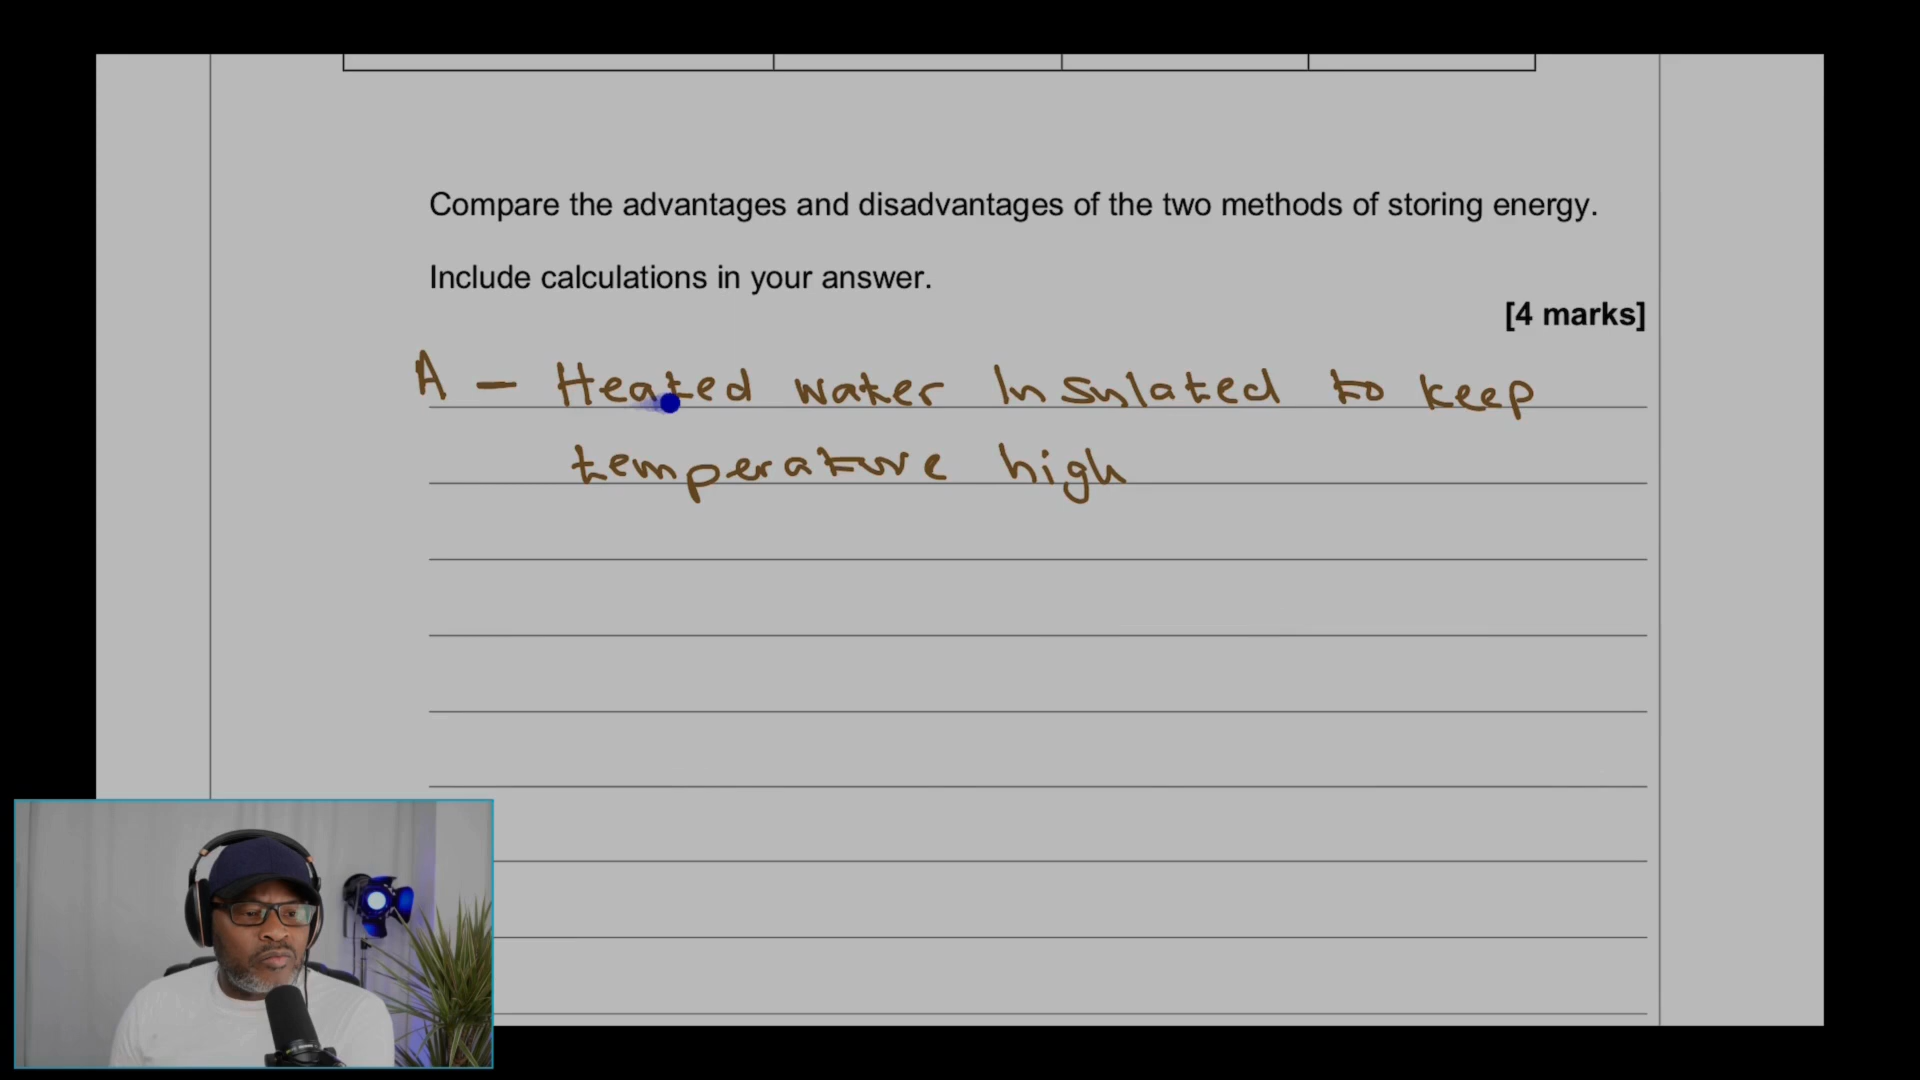 Compare the advantages and disadvantages of the two methods of storing energy.
Include calculations in your answer.
[4 marks]
A – Heated water Insulated to keep
temperature high